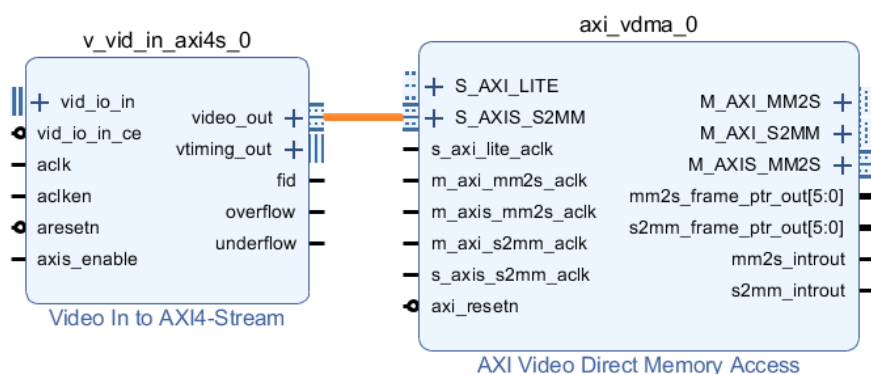 v_vid_in_axi4s_0
vid_io_in
vid_io_in_ce
aclk
aclken
aresetn
axis_enable
video_out
vtiming_out
fid
overflow
underflow
Video In to AXI4-Stream
axi_vdma_0
S_AXI_LITE
S_AXIS_S2MM
s_axi_lite_aclk
m_axi_mm2s_aclk
m_axis_mm2s_aclk
m_axi_s2mm_aclk
s_axis_s2mm_aclk
axi_resetn
M_AXI_MM2S
M_AXI_S2MM
M_AXIS_MM2S
mm2s_frame_ptr_out[5:0]
s2mm_frame_ptr_out[5:0]
mm2s_introut
s2mm_introut
AXI Video Direct Memory Access